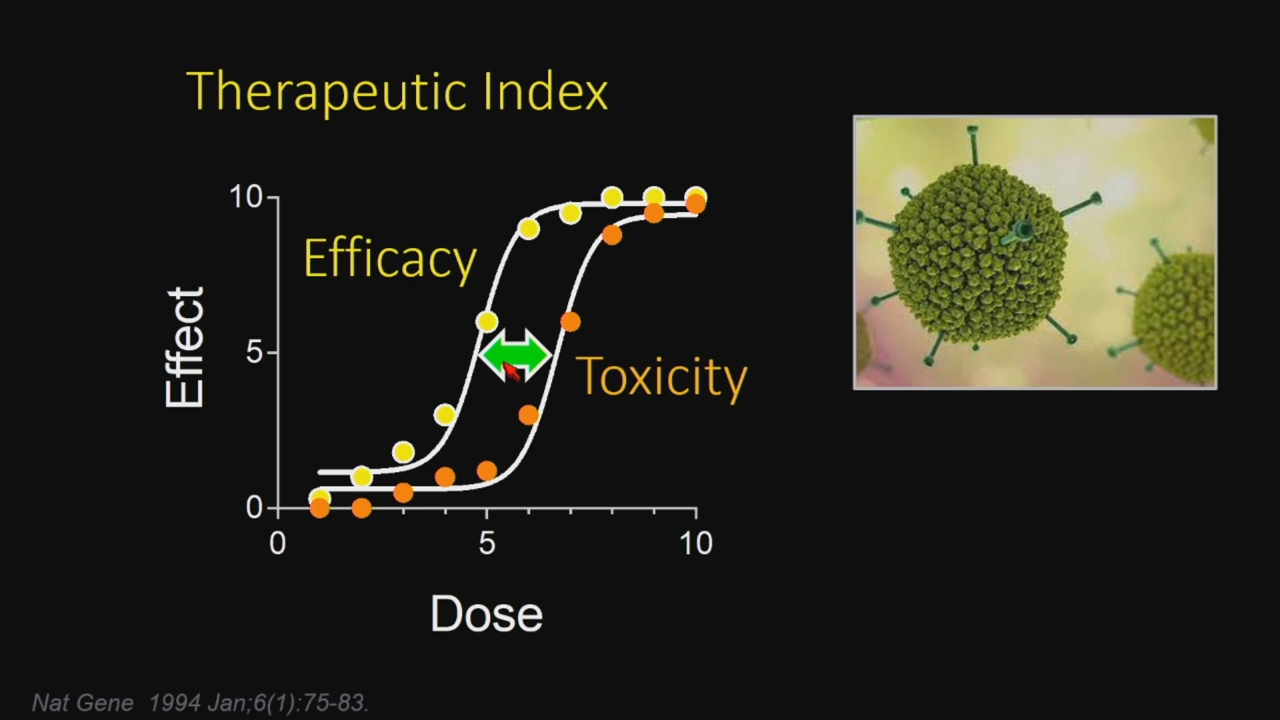 Therapeutic Index
10
Efficacy
Effect
5
Toxicity
0
0 5 10
Dose
Nat Gene 1994 Jan;6(1):75-83.